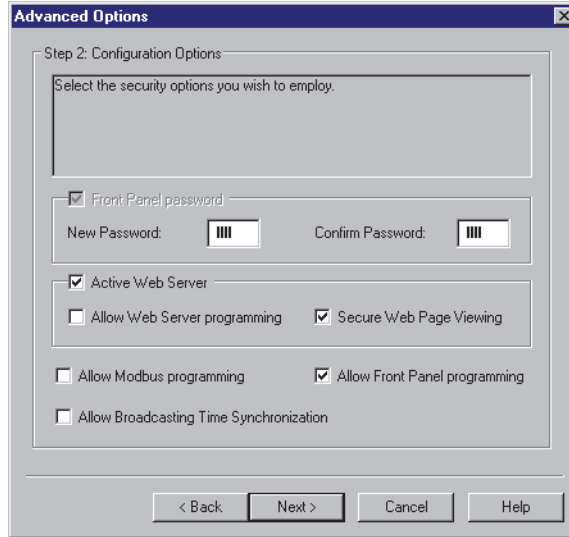 Advanced Options
Step 2: Configuration Options
Select the security options you wish to employ.
Front Panel password
New Password:
Confirm Password:
Active Web Server
Allow Web Server programming
Secure Web Page Viewing
Allow Modbus programming
Allow Front Panel programming
Allow Broadcasting Time Synchronization
< Back
Next >
Cancel
Help